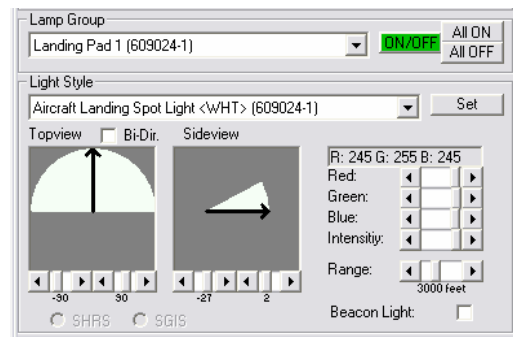 Lamp Group
Landing Pad 1 (609024-1)
ON/OFF
All ON
All OFF
Light Style
Aircraft Landing Spot Light <WHT> (609024-1)
Set
Topview
Bi-Dir.
Sideview
R: 245 G: 255 B: 245
Red:
Green:
Blue:
Intensitiy:
Range:
3000 feet
-90
90
-27
2
Beacon Light:
SHRS
SGIS